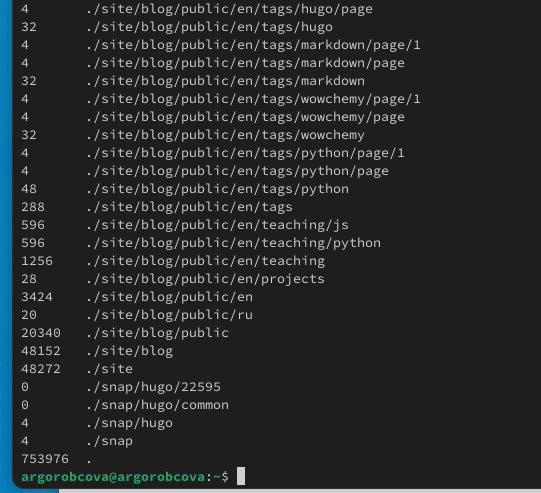 4 ./site/blog/public/en/tags/hugo/page
32 ./site/blog/public/en/tags/hugo
4 ./site/blog/public/en/tags/markdown/page/1
4 ./site/blog/public/en/tags/markdown/page
32 ./site/blog/public/en/tags/markdown
4 ./site/blog/public/en/tags/wowchemy/page/1
4 ./site/blog/public/en/tags/wowchemy/page
32 ./site/blog/public/en/tags/wowchemy
4 ./site/blog/public/en/tags/python/page/1
4 ./site/blog/public/en/tags/python/page
48 ./site/blog/public/en/tags/python
288 ./site/blog/public/en/tags
596 ./site/blog/public/en/teaching/js
596 ./site/blog/public/en/teaching/python
1256 ./site/blog/public/en/teaching
28 ./site/blog/public/en/projects
3424 ./site/blog/public/en
20 ./site/blog/public/ru
20340 ./site/blog/public
48152 ./site/blog
48272 ./site
0 ./snap/hugo/22595
0 ./snap/hugo/common
4 ./snap/hugo
4 ./snap
753976 .
argorobcova@argorobcova:~$